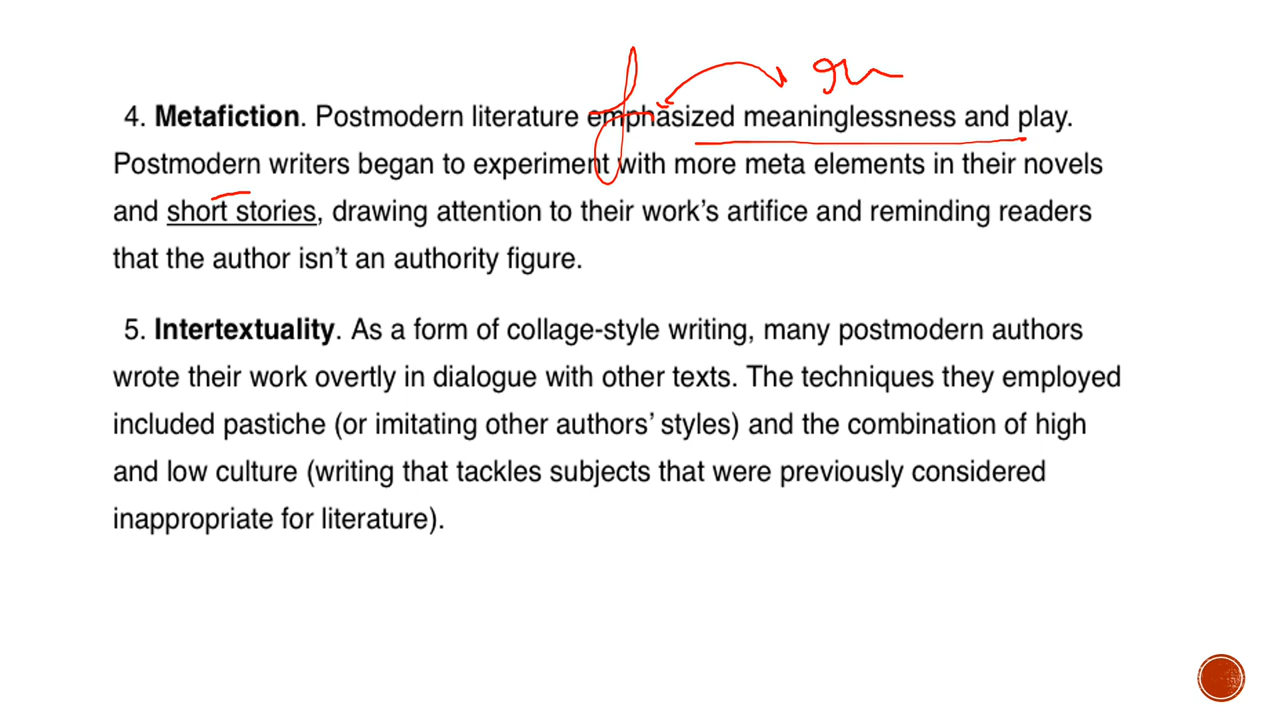 4. Metafiction. Postmodern literature emphasized meaninglessness and play.
Postmodern writers began to experiment with more meta elements in their novels
and short stories, drawing attention to their work’s artifice and reminding readers
that the author isn’t an authority figure.
5. Intertextuality. As a form of collage-style writing, many postmodern authors
wrote their work overtly in dialogue with other texts. The techniques they employed
included pastiche (or imitating other authors’ styles) and the combination of high
and low culture (writing that tackles subjects that were previously considered
inappropriate for literature).